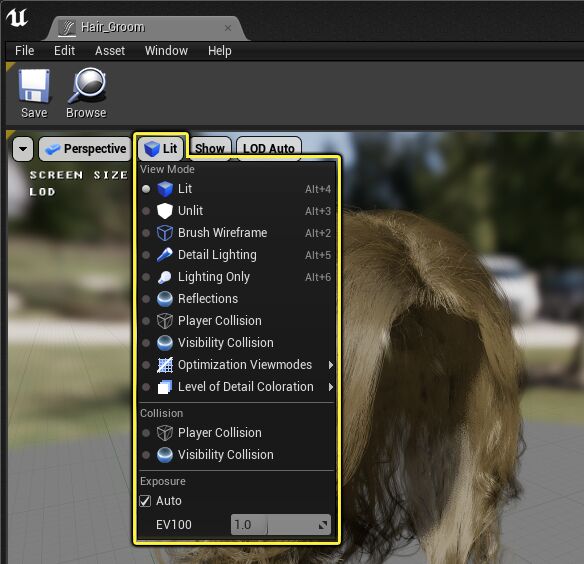 Hair_Groom
File Edit Asset Window Help
Save Browse
Perspective Lit Show LOD Auto
SCREEN SIZE
LOD
View Mode
Lit Alt+4
Unlit Alt+3
Brush Wireframe Alt+2
Detail Lighting Alt+5
Lighting Only Alt+6
Reflections
Player Collision
Visibility Collision
Optimization Viewmodes
Level of Detail Coloration
Collision
Player Collision
Visibility Collision
Exposure
Auto
EV100 1.0